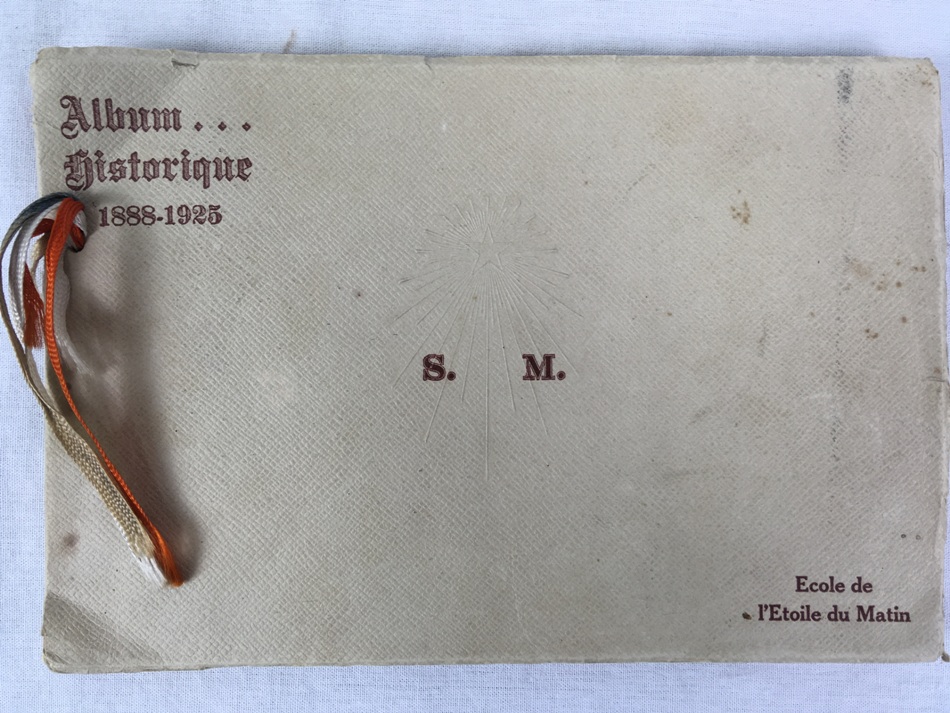 Album . . .
Historique
1888-1925
S. M.
Ecole de
l'Etoile du Matin